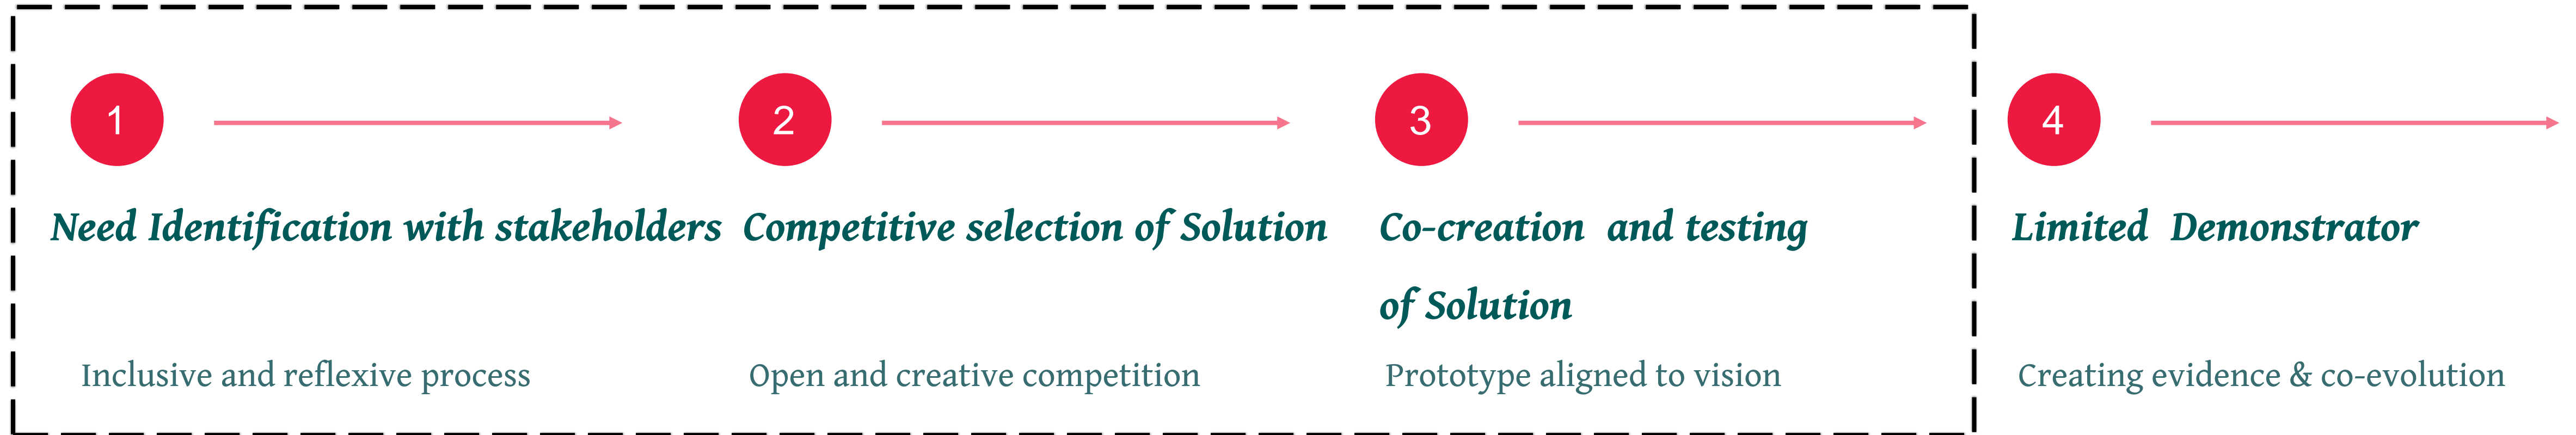 1
2
3
4
Need Identification with stakeholders
Competitive selection of Solution
Co-creation and testing
of Solution
Limited Demonstrator
Inclusive and reflexive process
Open and creative competition
Prototype aligned to vision
Creating evidence & co-evolution